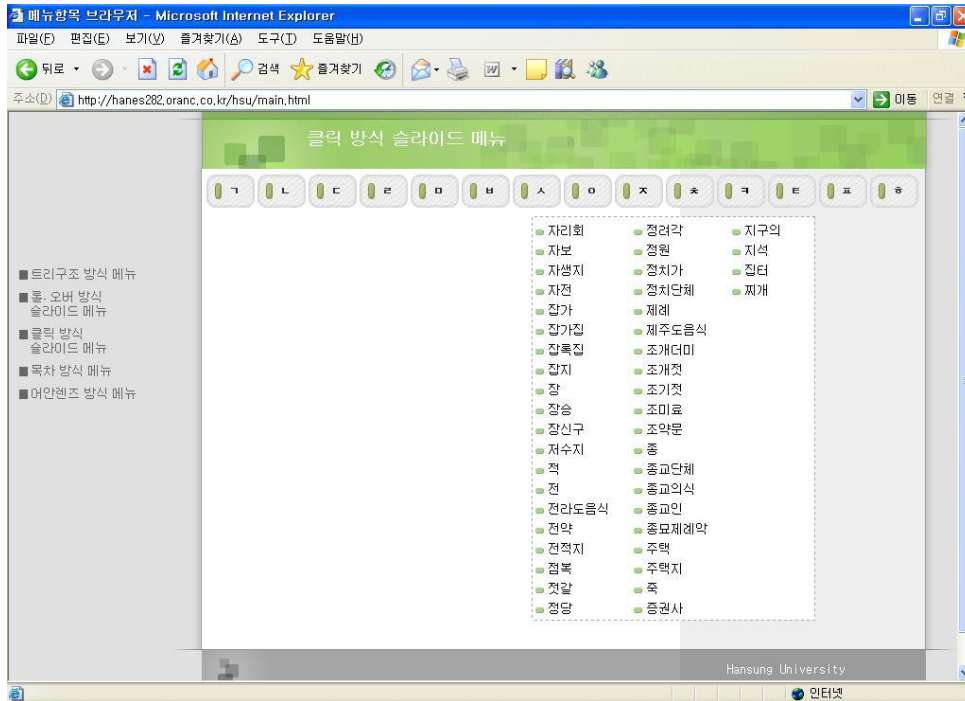 메뉴항목 브라우저 - Microsoft Internet Explorer
파일(F) 편집(E) 보기(V) 즐겨찾기(A) 도구(T) 도움말(H)
뒤로 검색 즐겨찾기
주소(D) http://hanes282.oranc.co.kr/hsu/main.html 이동 연결
클릭 방식 슬라이드 메뉴
ㄱ ㄴ ㄷ ㄹ ㅁ ㅂ ㅅ ㅇ ㅈ ㅊ ㅋ ㅌ ㅍ ㅎ
트리구조 방식 메뉴
롤. 오버 방식
슬라이드 메뉴
클릭 방식
슬라이드 메뉴
목차 방식 메뉴
어안렌즈 방식 메뉴
자리회 정려각 지구의
자보 정원 지석
자생지 정치가 집터
자전 정치단체 찌개
잡가 제례
잡가집 제주도음식
잡록집 조개더미
잡지 조개젓
장 조기젓
장승 조미료
장신구 조약문
저수지 종
적 종교단체
전 종교의식
전라도음식 종교인
전약 종묘제례악
전적지 주택
점복 주택지
젓갈 죽
정당 증권사
Hansung University
인터넷